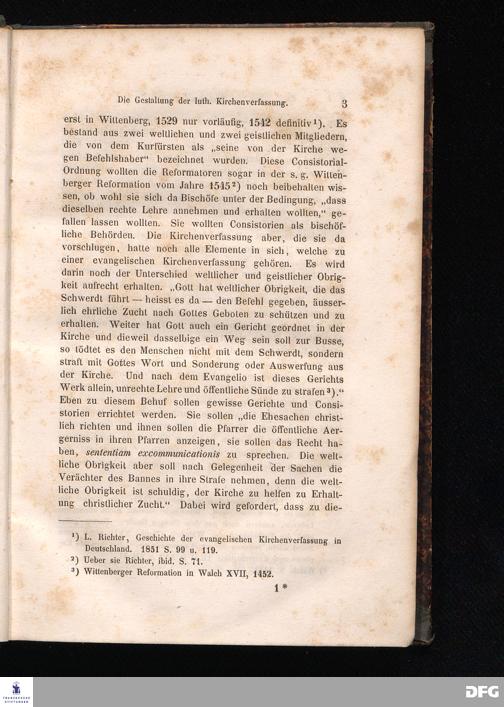 Die Gestaltung der luth. Kirchenverfassung. 3
erst in Wittenberg, 1529 nur vorläufig, 1542 definitiv¹). Es
bestand aus zwei weltlichen und zwei geistlichen Mitgliedern,
die von dem Kurfürsten als „seine von der Kirche we-
gen Befehlshaber“ bezeichnet wurden. Diese Consistorial-
Ordnung wollten die Reformatoren sogar in der s. g. Witten-
berger Reformation vom Jahre 1545²) noch beibehalten wis-
sen, ob wohl sie sich da Bischöfe unter der Bedingung, „dass
dieselben rechte Lehre annehmen und erhalten wollten,“ ge-
fallen lassen wollten. Sie wollten Consistorien als bischöf-
liche Behörden. Die Kirchenverfassung aber, die sie da
vorschlugen, hatte noch alle Elemente in sich, welche zu
einer evangelischen Kirchenverfassung gehören. Es wird
darin noch der Unterschied weltlicher und geistlicher Obrig-
keit aufrecht erhalten. „Gott hat weltlicher Obrigkeit, die das
Schwerdt führt — heisst es da — den Befehl gegeben, äusser-
lich ehrliche Zucht nach Gottes Geboten zu schützen und zu
erhalten. Weiter hat Gott auch ein Gericht geordnet in der
Kirche und dieweil dasselbige ein Weg sein soll zur Busse,
so tödtet es den Menschen nicht mit dem Schwerdt, sondern
straft mit Gottes Wort und Sonderung oder Auswerfung aus
der Kirche. Und nach dem Evangelio ist dieses Gerichts
Werk allein, unrechte Lehre und öffentliche Sünde zu strafen³).“
Eben zu diesem Behuf sollen gewisse Gerichte und Consi-
storien errichtet werden. Sie sollen „die Ehesachen christ-
lich richten und ihnen sollen die Pfarrer die öffentliche Aer-
gerniss in ihren Pfarren anzeigen, sie sollen das Recht ha-
ben, sententiam excommunicationis zu sprechen. Die welt-
liche Obrigkeit aber soll nach Gelegenheit der Sachen die
Verächter des Bannes in ihre Strafe nehmen, denn die welt-
liche Obrigkeit ist schuldig, der Kirche zu helfen zu Erhalt-
ung christlicher Zucht.“ Dabei wird gefordert, dass zu die-
¹) L. Richter, Geschichte der evangelischen Kirchenverfassung in
Deutschland. 1851 S. 99 u. 119.
²) Ueber sie Richter, ibid. S. 71.
³) Wittenberger Reformation in Walch XVII, 1452.
1*
FRANCKESCHE
STIFTUNGEN
DFG